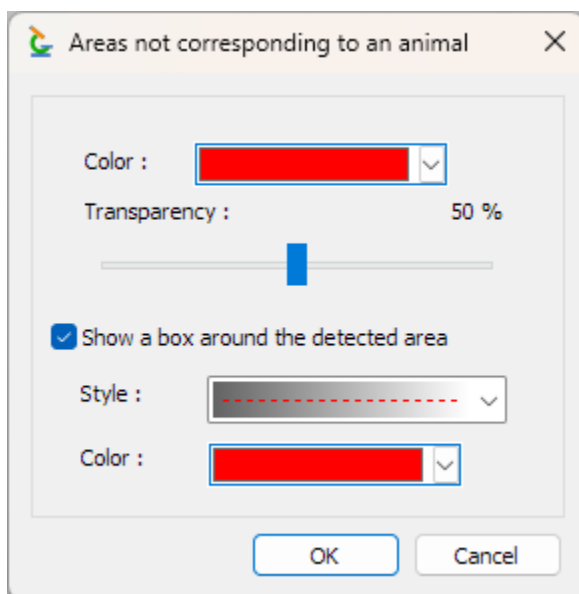 Areas not corresponding to an animal
Color :
Transparency : 50 %
Show a box around the detected area
Style :
Color :
OK Cancel